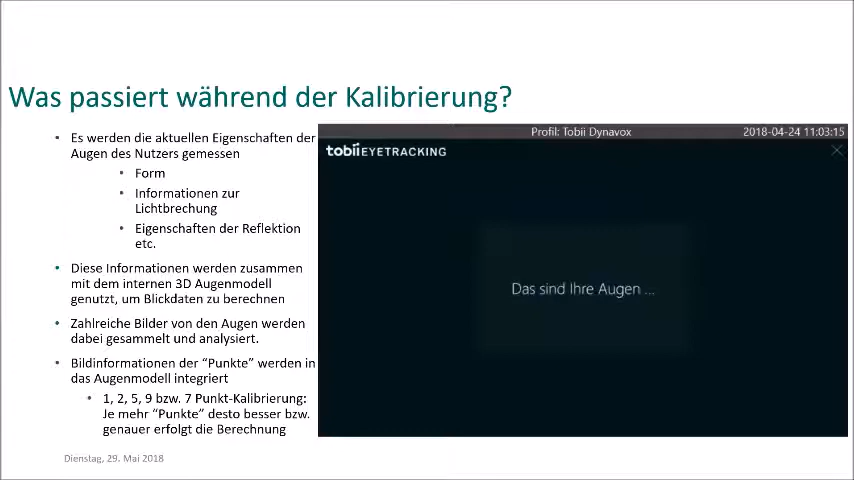 Was passiert während der Kalibrierung?
• Es werden die aktuellen Eigenschaften der
Augen des Nutzers gemessen
• Form
• Informationen zur
Lichtbrechung
• Eigenschaften der Reflektion
etc.
• Diese Informationen werden zusammen
mit dem internen 3D Augenmodell
genutzt, um Blickdaten zu berechnen
• Zahlreiche Bilder von den Augen werden
dabei gesammelt und analysiert.
• Bildinformationen der “Punkte” werden in
das Augenmodell integriert
• 1, 2, 5, 9 bzw. 7 Punkt-Kalibrierung:
Je mehr “Punkte” desto besser bzw.
genauer erfolgt die Berechnung
Profil: Tobii Dynavox 2018-04-24 11:03:15
tobiiEYETRACKING
Das sind Ihre Augen ...
Dienstag, 29. Mai 2018